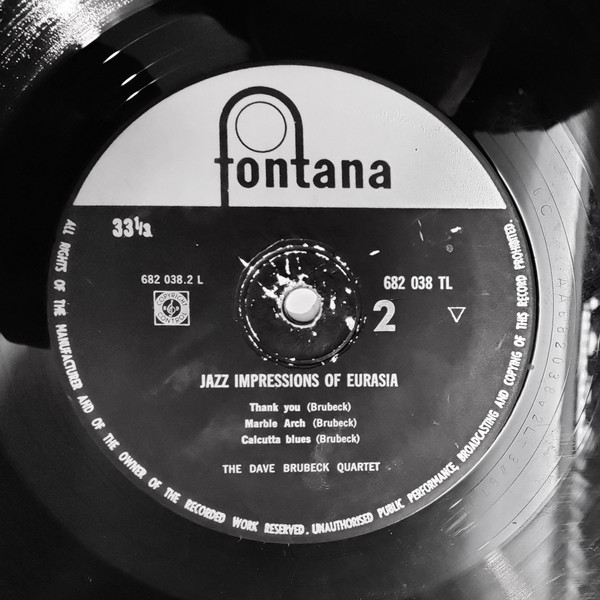 fontana
33⅓
682 038.2 L
682 038 TL
COPYRIGHT
CONTROL
2
JAZZ IMPRESSIONS OF EURASIA
Thank you (Brubeck)
Marble Arch (Brubeck)
Calcutta blues (Brubeck)
THE DAVE BRUBECK QUARTET
ALL RIGHTS OF THE MANUFACTURER AND OF THE OWNER OF THE RECORDED WORK RESERVED. UNAUTHORISED PUBLIC PERFORMANCE, BROADCASTING AND COPYING OF THIS RECORD PROHIBITED.